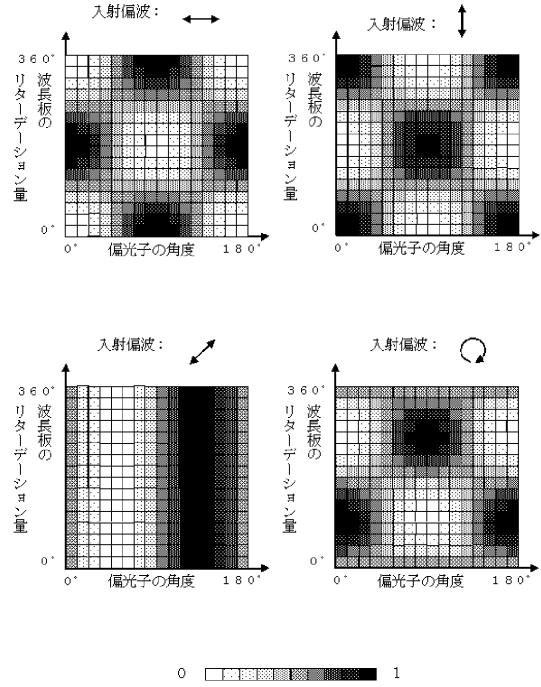 入射偏波：
入射偏波：
３６０°
波長板の
リターデーション量
０°
０°
偏光子の角度
１８０°
３６０°
波長板の
リターデーション量
０°
０°
偏光子の角度
１８０°
入射偏波：
入射偏波：
３６０°
波長板の
リターデーション量
０°
０°
偏光子の角度
１８０°
３６０°
波長板の
リターデーション量
０°
０°
偏光子の角度
１８０°
０
１